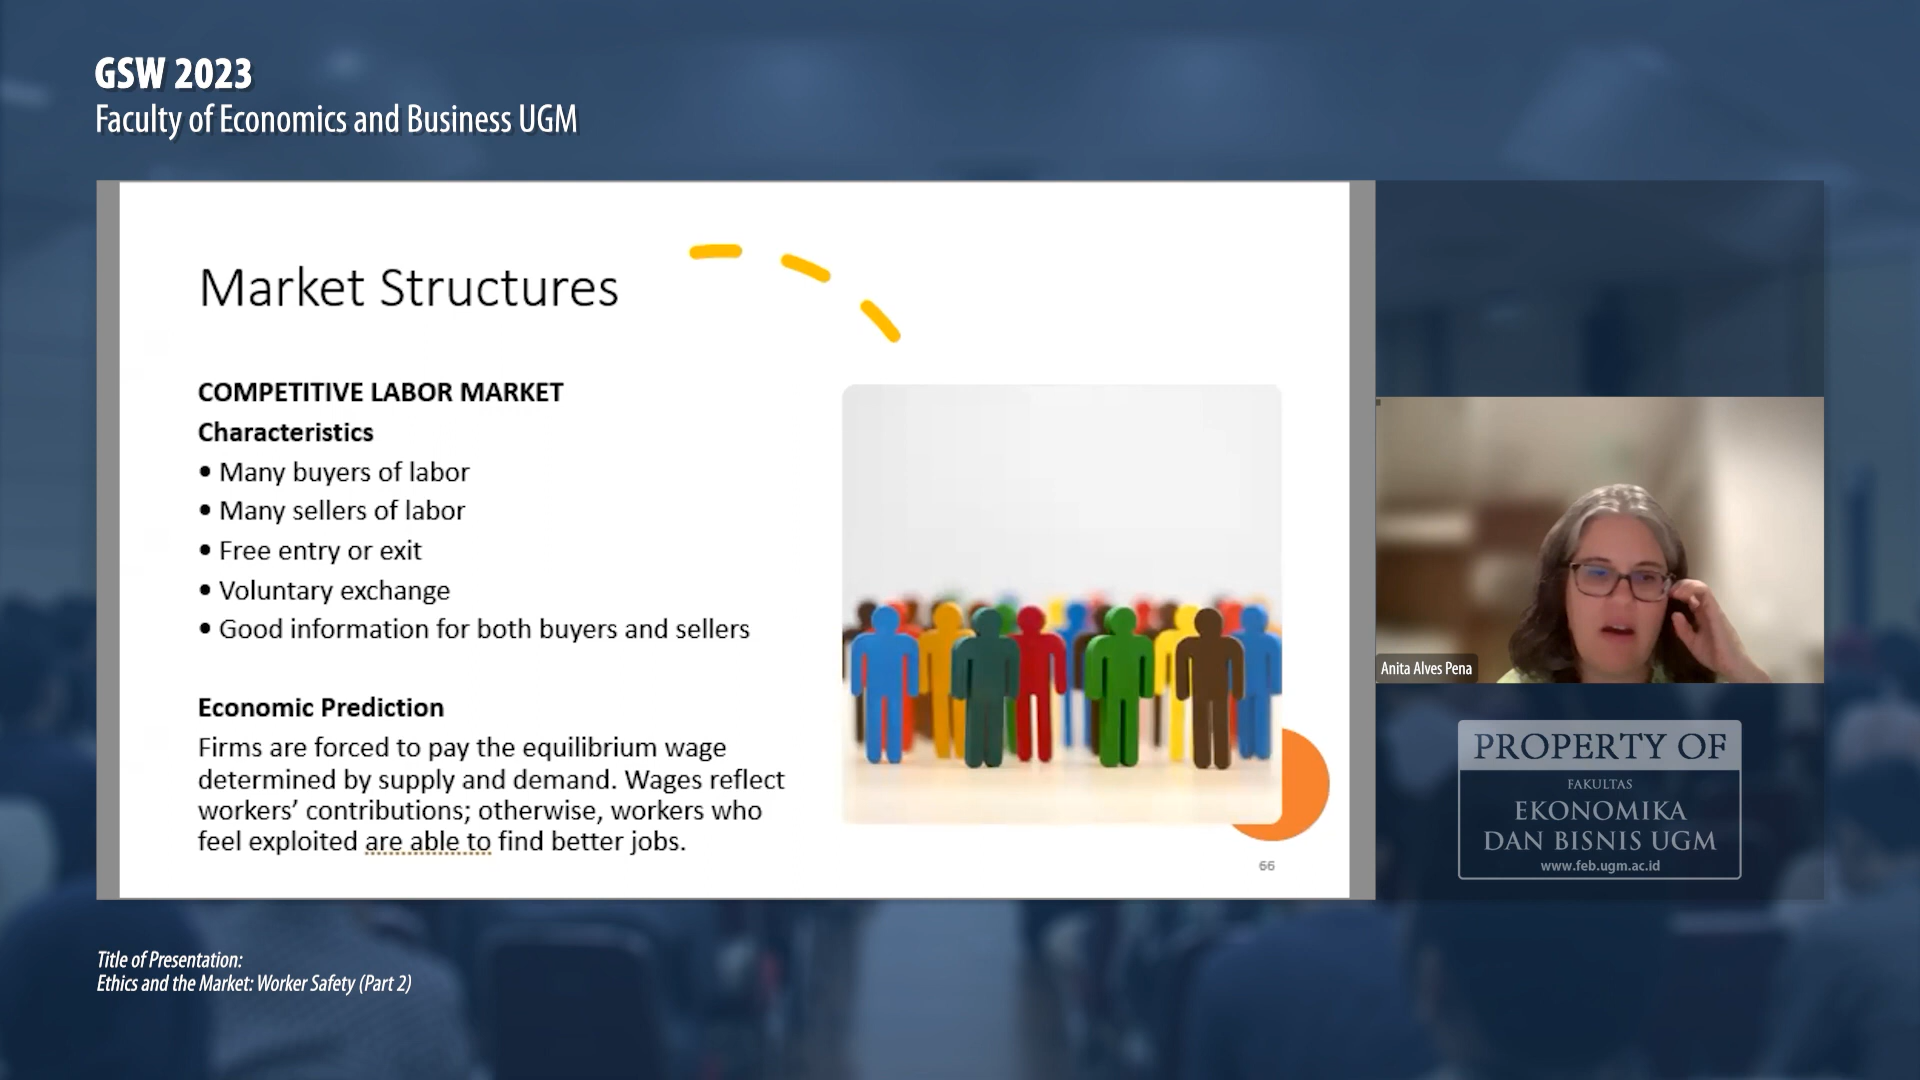 GSW 2023
Faculty of Economics and Business UGM
Market Structures
COMPETITIVE LABOR MARKET
Characteristics
• Many buyers of labor
• Many sellers of labor
• Free entry or exit
• Voluntary exchange
• Good information for both buyers and sellers
Economic Prediction
Firms are forced to pay the equilibrium wage
determined by supply and demand. Wages reflect
workers’ contributions; otherwise, workers who
feel exploited are able to find better jobs.
66
Anita Alves Pena
PROPERTY OF
FAKULTAS
EKONOMIKA
DAN BISNIS UGM
www.feb.ugm.ac.id
Title of Presentation:
Ethics and the Market: Worker Safety (Part 2)